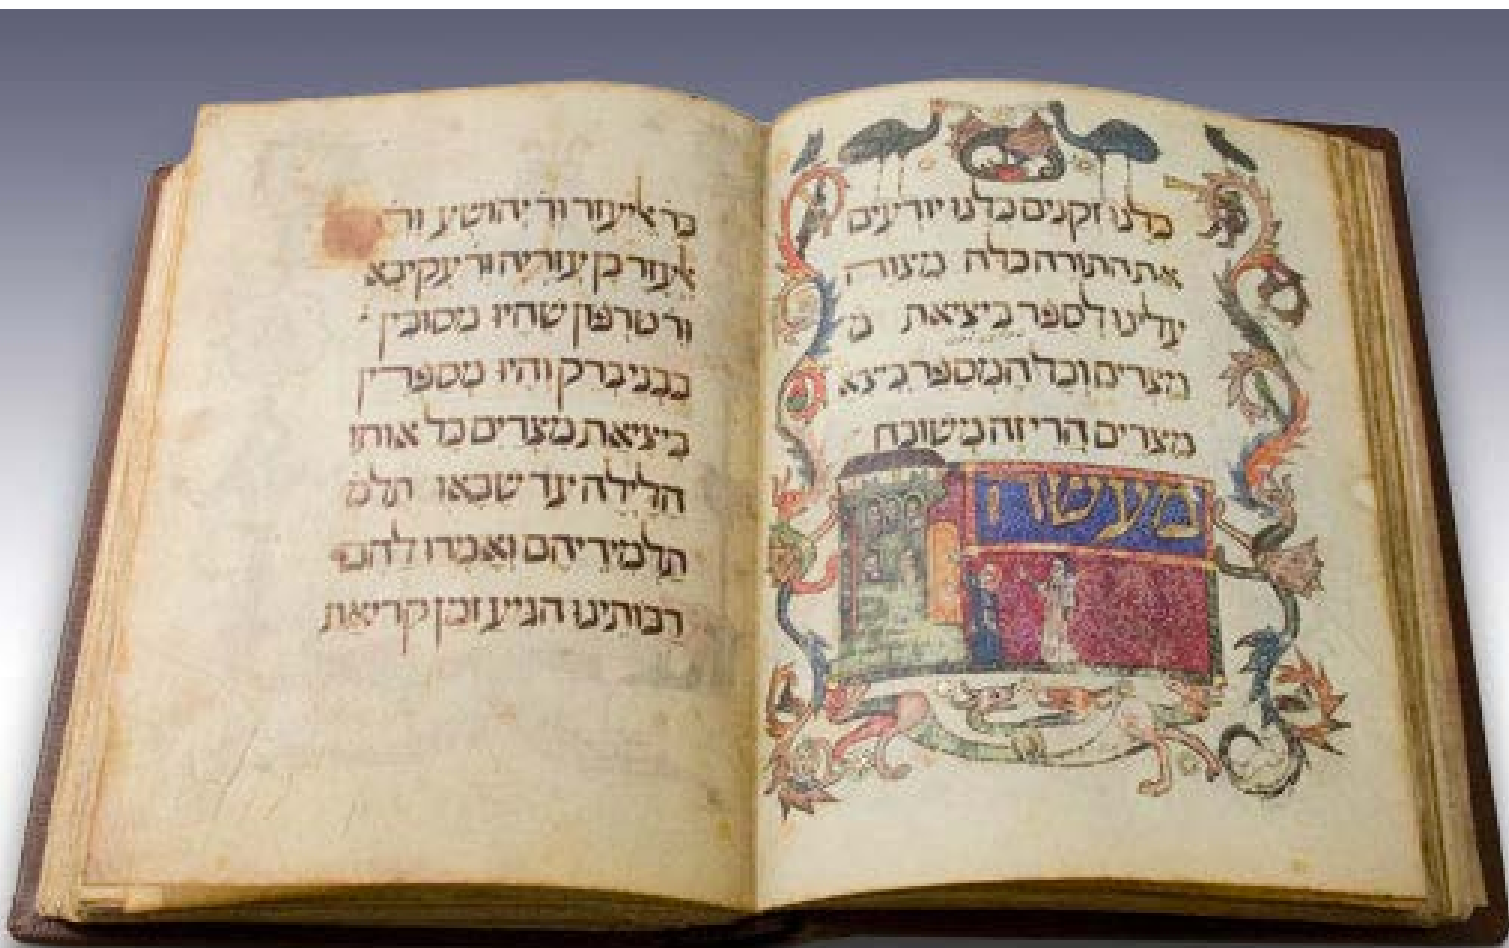 כלנו זקנים כלנו יודעים
את התורה כלה מצוה
עלינו לספר ביציאת מ
מצרים וכל המספר ביצא
מצרים הרי זה משובח
מעשה
בר אליעזר ור יהושע ור
אלעזר בן עזריה ור עקיבא
ור טרפון שהיו מסובין
בבני ברק והיו מספרין
ביציאת מצרים כל אותו
הלילה עד שבאו תלמ
תלמידיהם ואמרו להם
רבותינו הגיע זמן קריאת